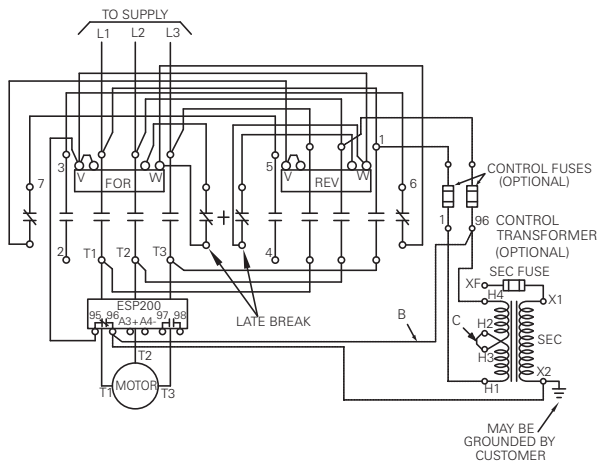 TO SUPPLY
L1 L2 L3
1
3 V W
FOR
5 V W
REV
7
6
CONTROL FUSES
(OPTIONAL)
2
T1 T2 T3
4
1
96
CONTROL
TRANSFORMER
(OPTIONAL)
SEC FUSE
XF
H4
X1
LATE BREAK
ESP200
95 96 A3+A4- 97 98
B
C
H2
H3
SEC
H1
X2
T2
T1
MOTOR
T3
MAY BE
GROUNDED BY
CUSTOMER